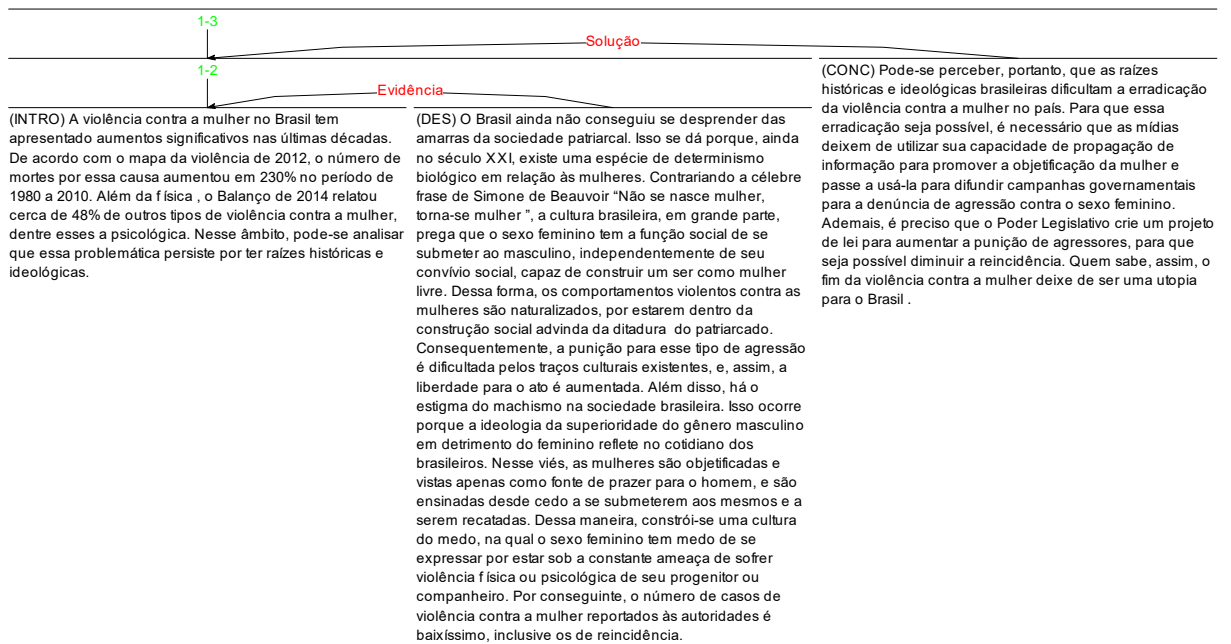 1-3
Solução
1-2
Evidência
(INTRO) A violência contra a mulher no Brasil tem
apresentado aumentos significativos nas últimas décadas.
De acordo com o mapa da violência de 2012, o número de
mortes por essa causa aumentou em 230% no período de
1980 a 2010. Além da física , o Balanço de 2014 relatou
cerca de 48% de outros tipos de violência contra a mulher,
dentre esses a psicológica. Nesse âmbito, pode-se analisar
que essa problemática persiste por ter raízes históricas e
ideológicas.
(DES) O Brasil ainda não conseguiu se desprender das
amarras da sociedade patriarcal. Isso se dá porque, ainda
no século XXI, existe uma espécie de determinismo
biológico em relação às mulheres. Contrariando a célebre
frase de Simone de Beauvoir “Não se nasce mulher,
torna-se mulher ”, a cultura brasileira, em grande parte,
prega que o sexo feminino tem a função social de se
submeter ao masculino, independentemente de seu
convívio social, capaz de construir um ser como mulher
livre. Dessa forma, os comportamentos violentos contra as
mulheres são naturalizados, por estarem dentro da
construção social advinda da ditadura do patriarcado.
Consequentemente, a punição para esse tipo de agressão
é dificultada pelos traços culturais existentes, e, assim, a
liberdade para o ato é aumentada. Além disso, há o
estigma do machismo na sociedade brasileira. Isso ocorre
porque a ideologia da superioridade do gênero masculino
em detrimento do feminino reflete no cotidiano dos
brasileiros. Nesse viés, as mulheres são objetificadas e
vistas apenas como fonte de prazer para o homem, e são
ensinadas desde cedo a se submeterem aos mesmos e a
serem recatadas. Dessa maneira, constrói-se uma cultura
do medo, na qual o sexo feminino tem medo de se
expressar por estar sob a constante ameaça de sofrer
violência física ou psicológica de seu progenitor ou
companheiro. Por conseguinte, o número de casos de
violência contra a mulher reportados às autoridades é
baixíssimo, inclusive os de reincidência.
(CONC) Pode-se perceber, portanto, que as raízes
históricas e ideológicas brasileiras dificultam a erradicação
da violência contra a mulher no país. Para que essa
erradicação seja possível, é necessário que as mídias
deixem de utilizar sua capacidade de propagação de
informação para promover a objetificação da mulher e
passe a usá-la para difundir campanhas governamentais
para a denúncia de agressão contra o sexo feminino.
Ademais, é preciso que o Poder Legislativo crie um projeto
de lei para aumentar a punição de agressores, para que
seja possível diminuir a reincidência. Quem sabe, assim, o
fim da violência contra a mulher deixe de ser uma utopia
para o Brasil .